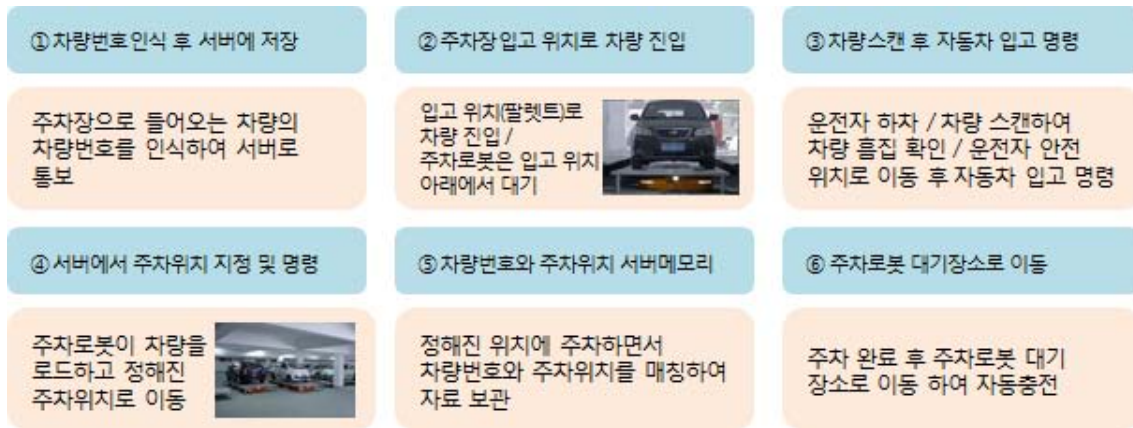 ① 차량번호인식 후 서버에 저장
② 주차장입고 위치로 차량 진입
③ 차량스캔 후 자동차 입고 명령
주차장으로 들어오는 차량의
차량번호를 인식하여 서버로
통보
입고 위치(팔렛트)로
차량 진입 /
주차로봇은 입고 위치
아래에서 대기
운전자 하차 / 차량 스캔하여
차량 흠집 확인 / 운전자 안전
위치로 이동 후 자동차 입고 명령
④ 서버에서 주차위치 지정 및 명령
⑤ 차량번호와 주차위치 서버메모리
⑥ 주차로봇 대기장소로 이동
주차로봇이 차량을
로드하고 정해진
주차위치로 이동
정해진 위치에 주차하면서
차량번호와 주차위치를 매칭하여
자료 보관
주차 완료 후 주차로봇 대기
장소로 이동 하여 자동충전